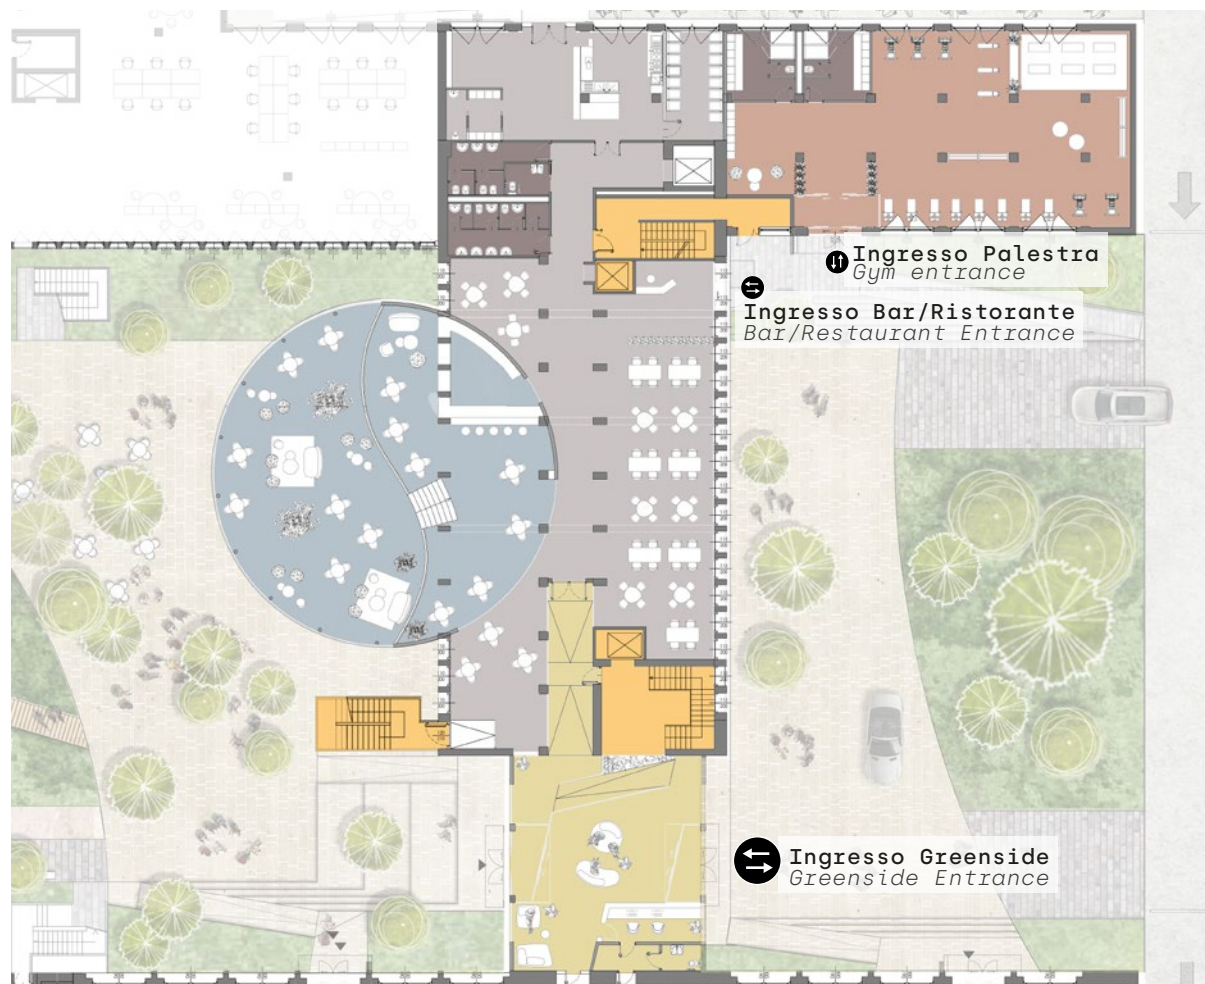 Ingresso Palestra
Gym entrance
Ingresso Bar/Ristorante
Bar/Restaurant Entrance
Ingresso Greenside
Greenside Entrance